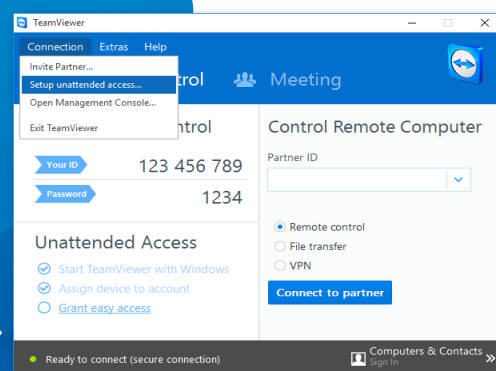 TeamViewer
Connection Extras Help
Invite Partner...
Setup unattended access...
Open Management Console...
Exit TeamViewer
Meeting
Control Remote Computer
Your ID 123 456 789
Password 1234
Partner ID
Remote control
File transfer
VPN
Connect to partner
Unattended Access
Start TeamViewer with Windows
Assign device to account
Grant easy access
Ready to connect (secure connection)
Computers & Contacts
Sign In